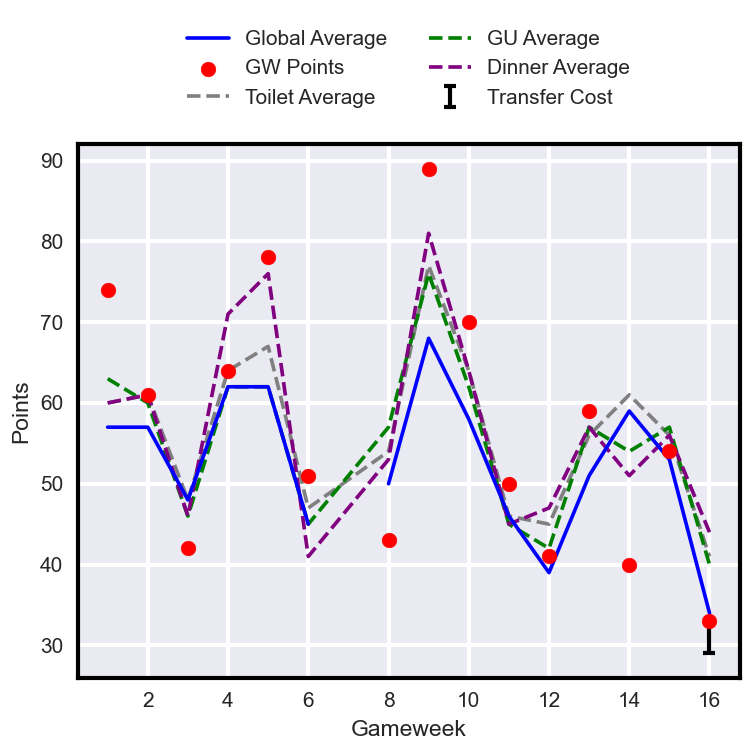 Global Average
GW Points
Toilet Average
GU Average
Dinner Average
Transfer Cost
90
80
70
60
50
40
30
Points
2 4 6 8 10 12 14 16
Gameweek